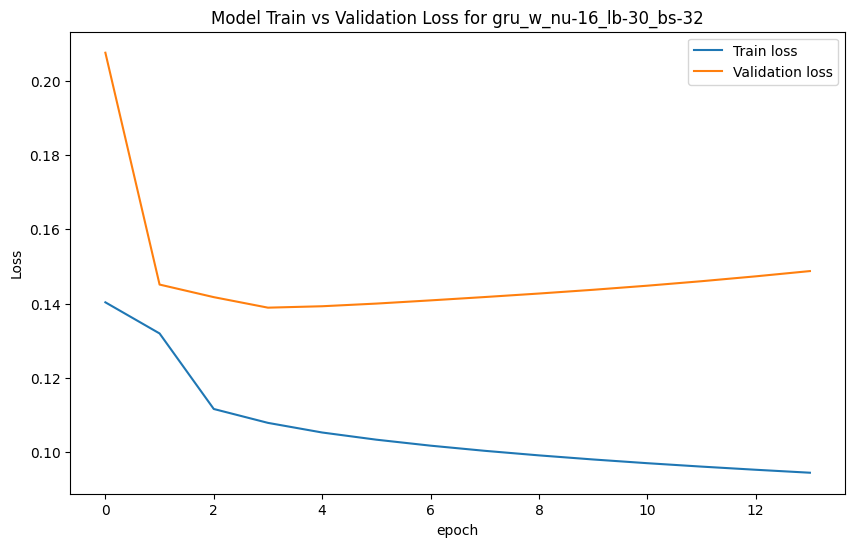 Model Train vs Validation Loss for gru_w_nu-16_lb-30_bs-32
Train loss
Validation loss
0.20
0.18
0.16
0.14
0.12
0.10
Loss
0 2 4 6 8 10 12
epoch